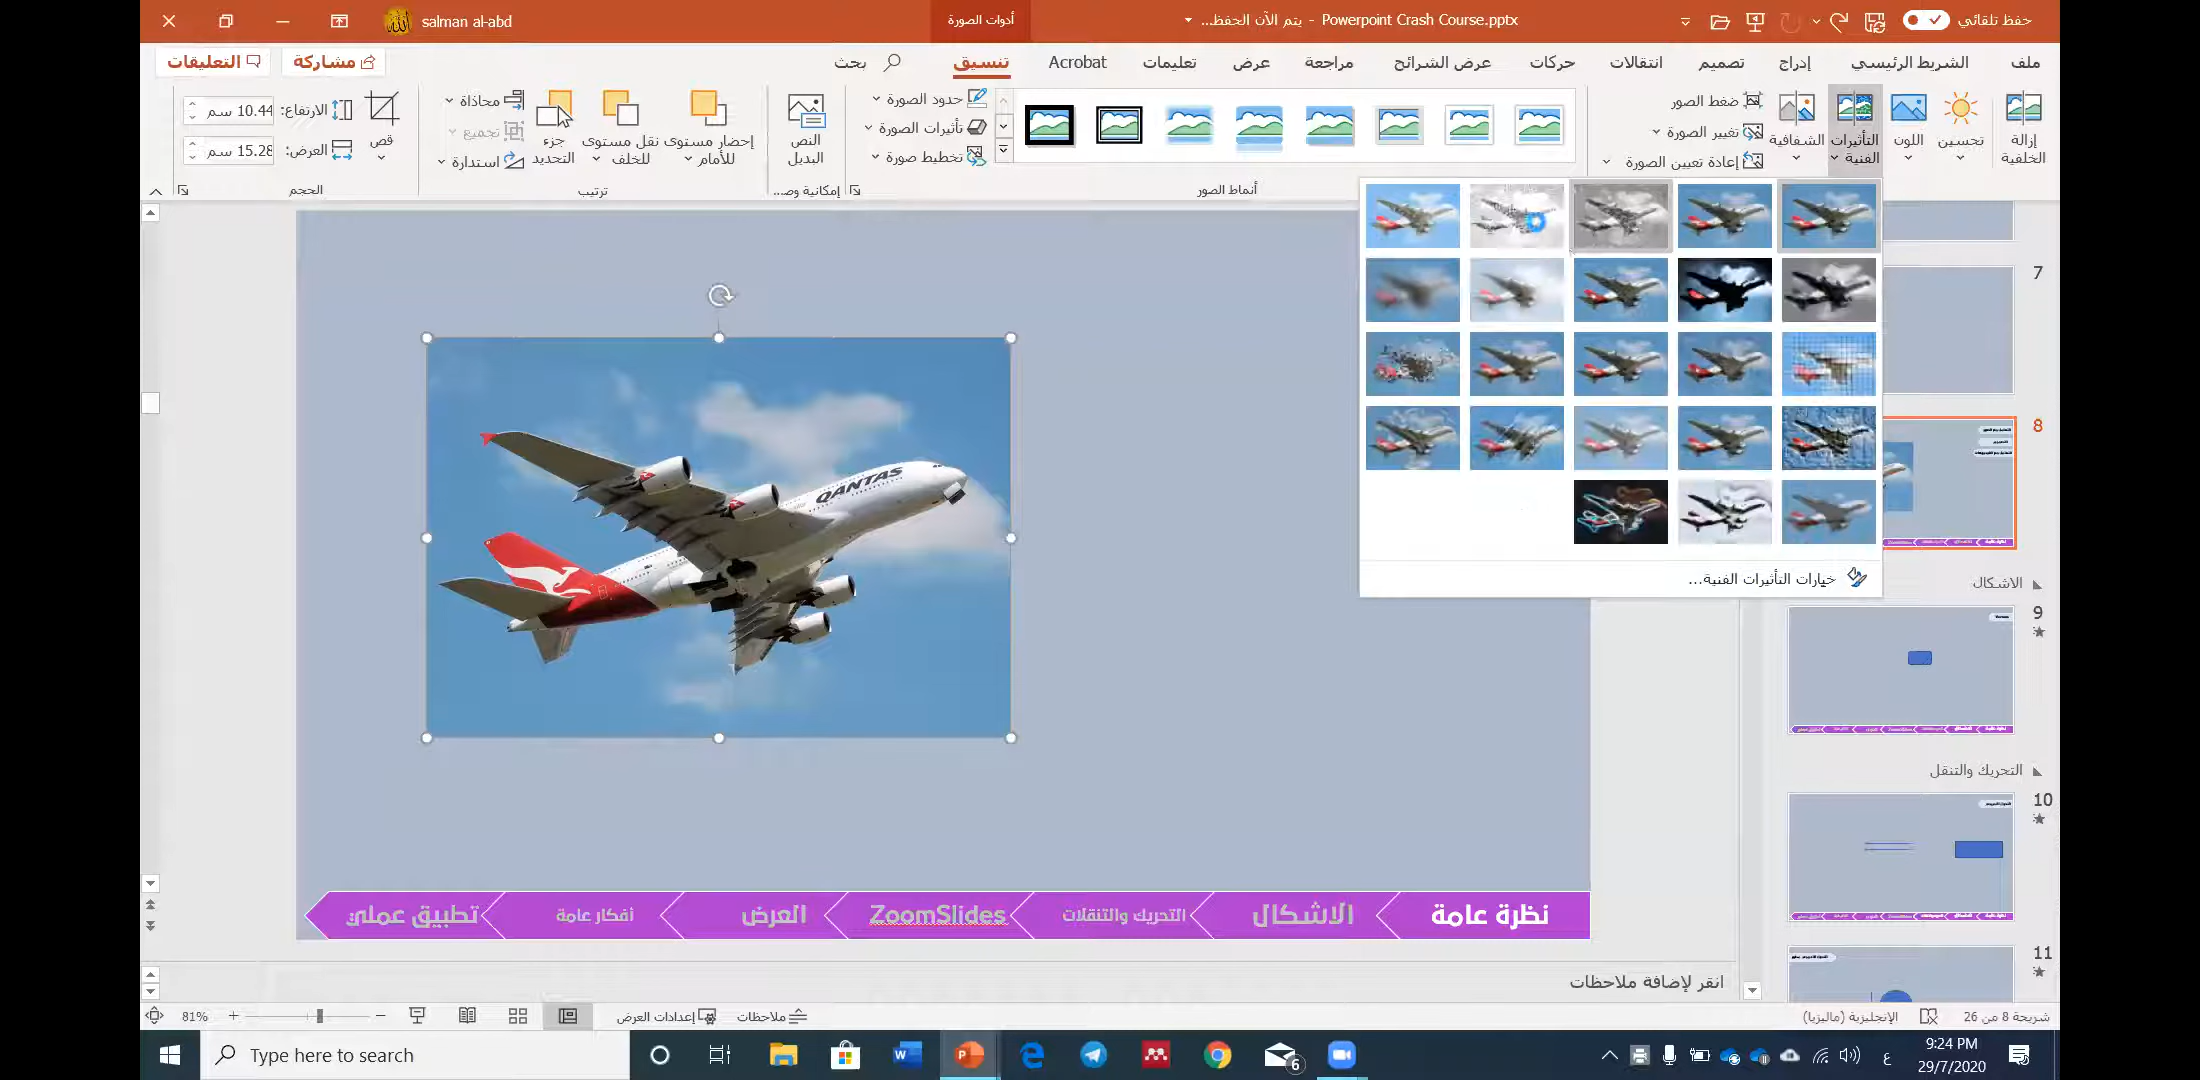 حفظ تلقائي
Powerpoint Crash Course.pptx - يتم الآن الحفظ...
أدوات الصورة
salman al-abd
ملف
الشريط الرئيسي
إدراج
تصميم
انتقالات
حركات
عرض الشرائح
مراجعة
عرض
تعليمات
Acrobat
تنسيق
بحث
مشاركة
التعليقات
إزالة الخلفية
تحسين
اللون
التأثيرات الفنية
الشفافية
ضغط الصور
تغيير الصورة
إعادة تعيين الصورة
أنماط الصور
حدود الصورة
تأثيرات الصورة
تخطيط صورة
النص البديل
إمكانية وص...
إحضار مستوى للأمام
نقل مستوى للخلف
جزء التحديد
محاذاة
تجميع
استدارة
ترتيب
قص
الارتفاع: 10.44 سم
العرض: 15.28 سم
الحجم
خيارات التأثيرات الفنية...
QANTAS
7
8
الاشكال
9
التحريك والتنقل
10
11
نظرة عامة
الاشكال
التحريك والتنقلات
ZoomSlides
العرض
أفكار عامة
تطبيق عملي
انقر لإضافة ملاحظات
شريحة 8 من 26
الإنجليزية (ماليزيا)
ملاحظات
إعدادات العرض
81%
Type here to search
6
ع
9:24 PM
29/7/2020